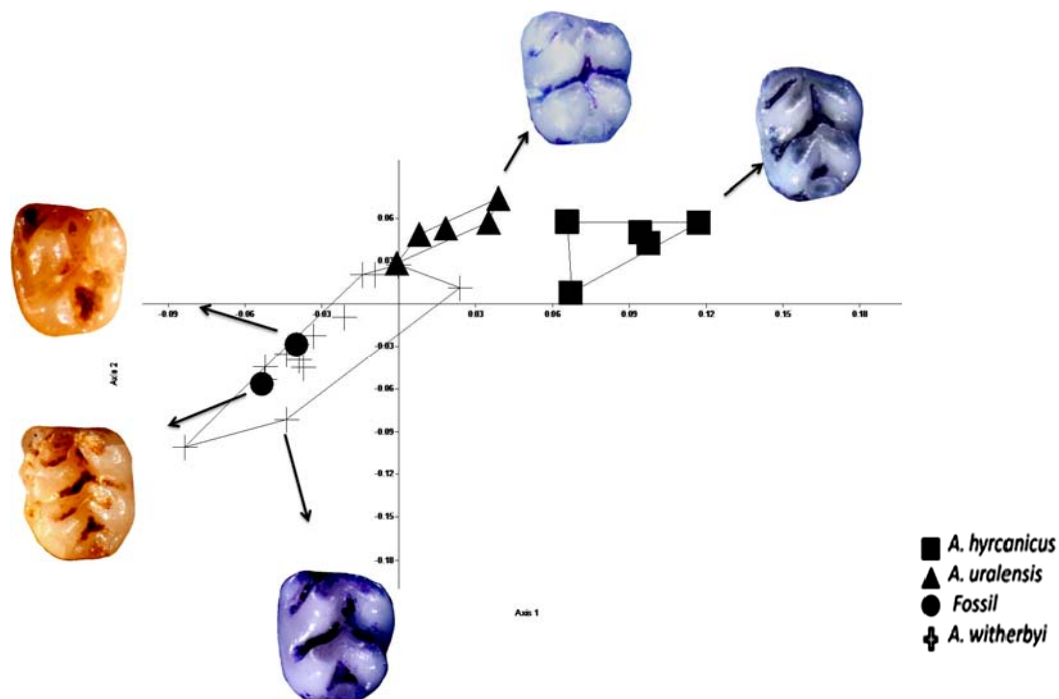 0.06
0.03
-0.09
-0.06
-0.03
0.03
0.06
0.09
0.12
0.15
0.18
-0.03
-0.06
-0.09
-0.12
-0.15
-0.18
Axis 2
Axis 1
A. hyrcanicus
A. uralensis
Fossil
A. witherbyi